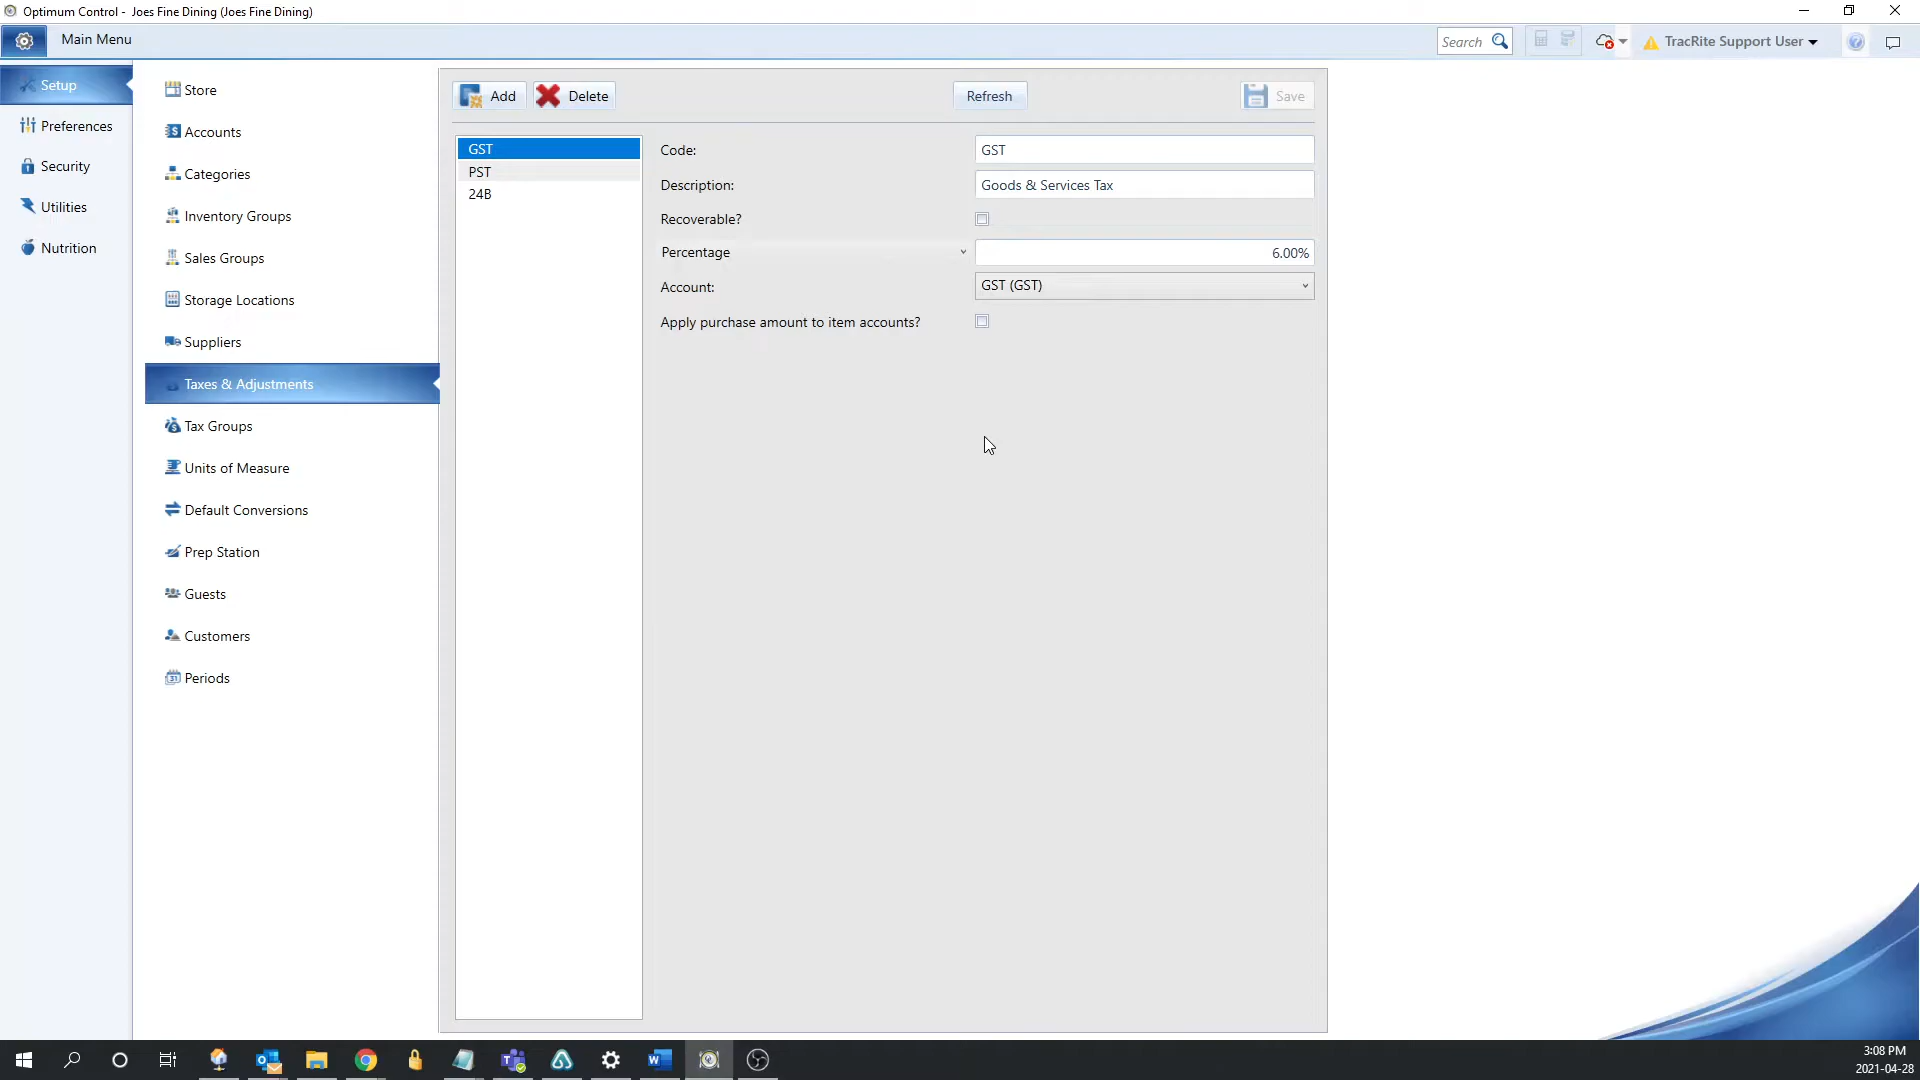 Optimum Control - Joes Fine Dining (Joes Fine Dining)
Main Menu
Search
TracRite Support User
Setup
Preferences
Security
Utilities
Nutrition
Store
Accounts
Categories
Inventory Groups
Sales Groups
Storage Locations
Suppliers
Taxes & Adjustments
Tax Groups
Units of Measure
Default Conversions
Prep Station
Guests
Customers
Periods
Add Delete Refresh Save
GST
PST
24B
Code: GST
Description: Goods & Services Tax
Recoverable?
Percentage 6.00%
Account: GST (GST)
Apply purchase amount to item accounts?
3:08 PM
2021-04-28